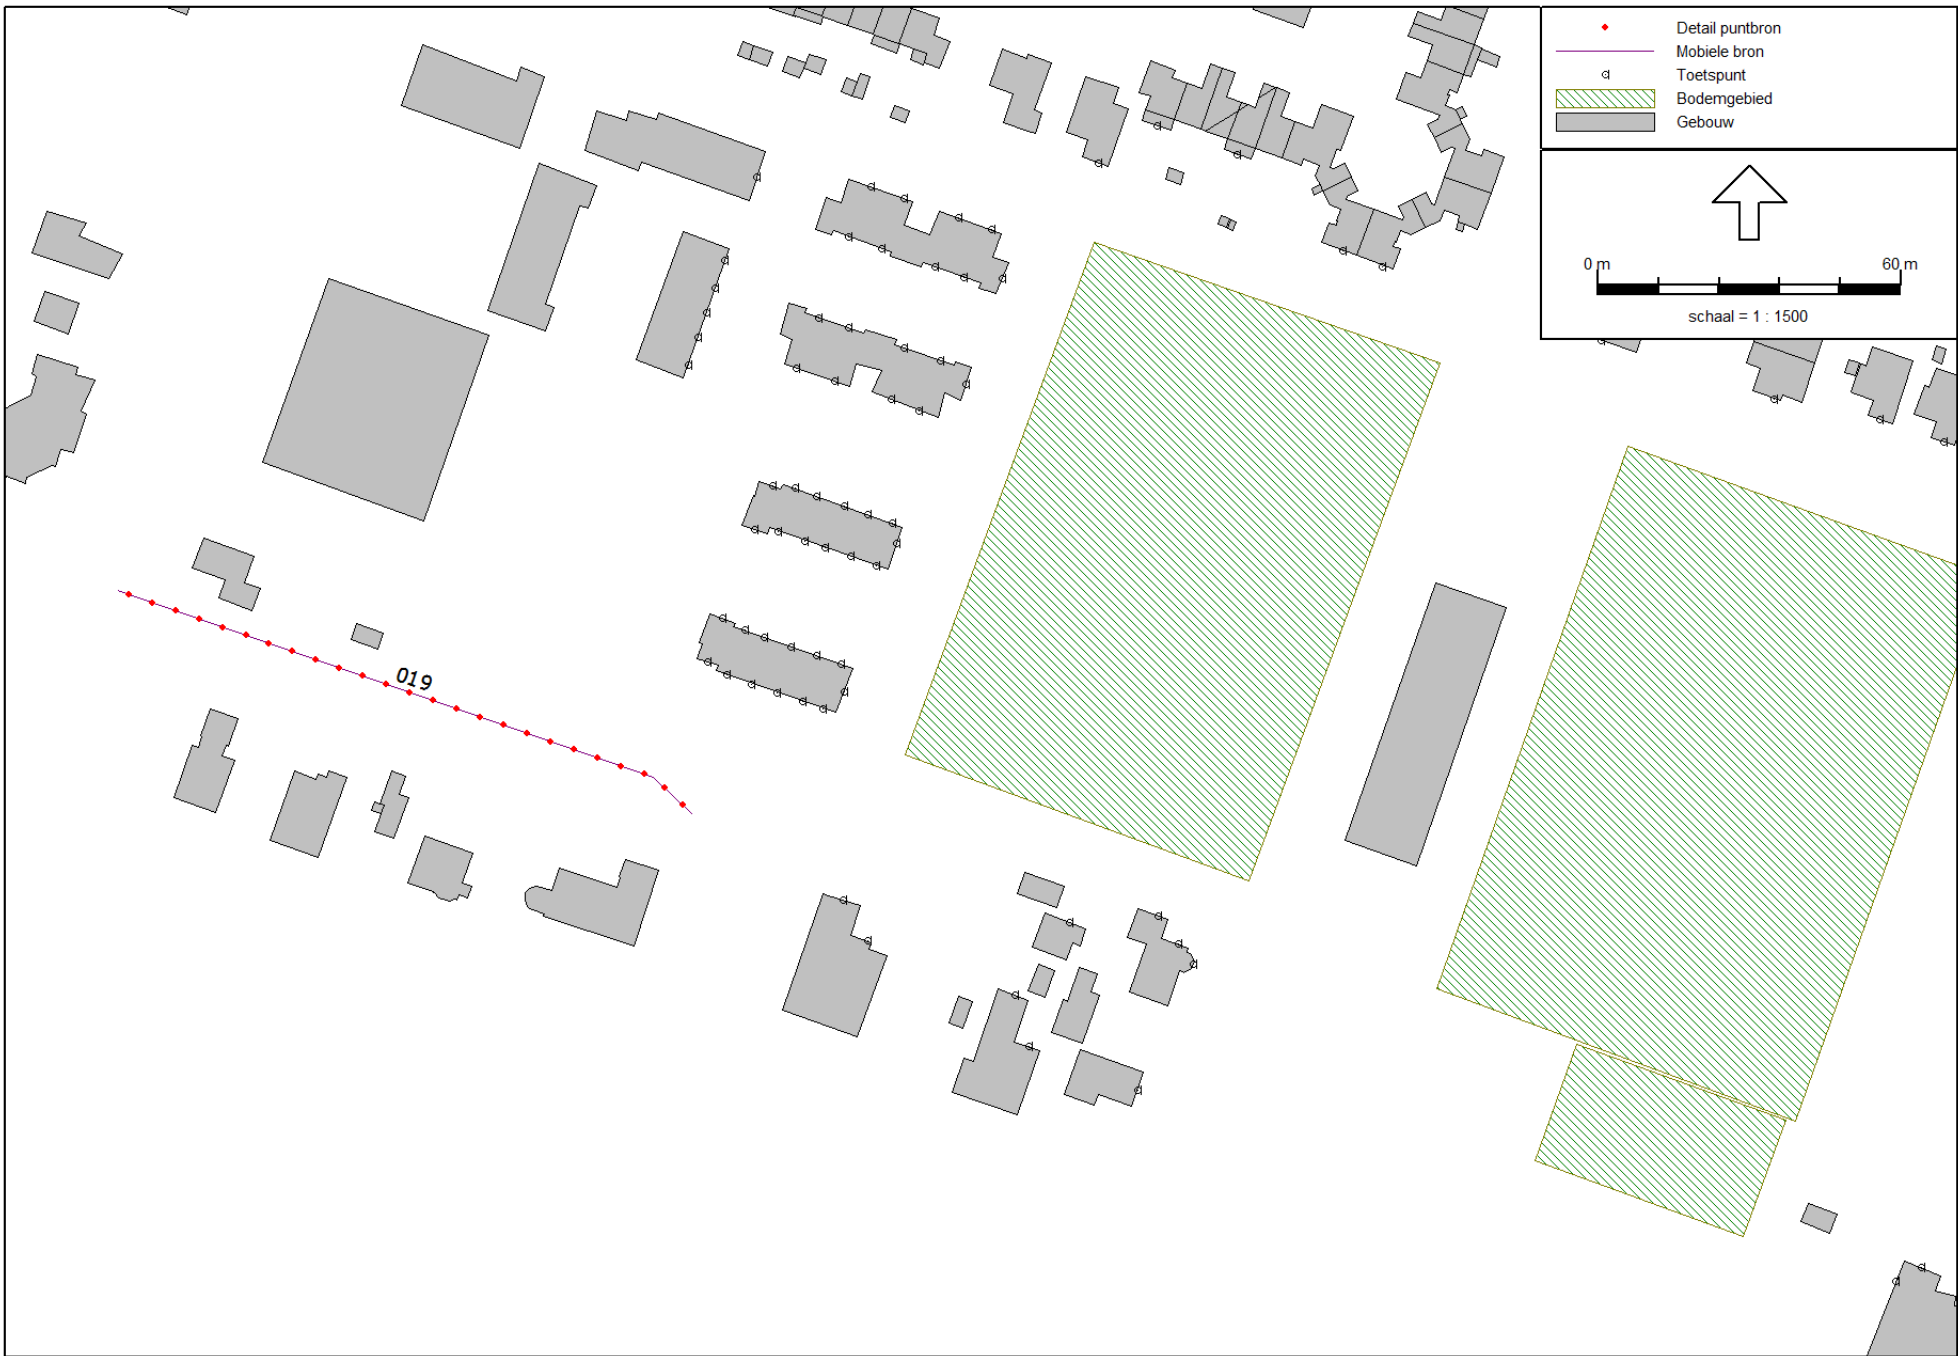 Detail puntbron
Mobiele bron
Toetspunt
Bodemgebied
Gebouw
0 m 60 m
schaal = 1 : 1500
019